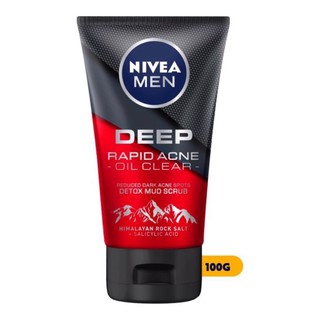 NIVEA
MEN
DEEP
RAPID ACNE
- OIL CLEAR -
REDUCED DARK ACNE SPOTS
DETOX MUD SCRUB
HIMALAYAN ROCK SALT
+ SALICYLIC ACID
100G